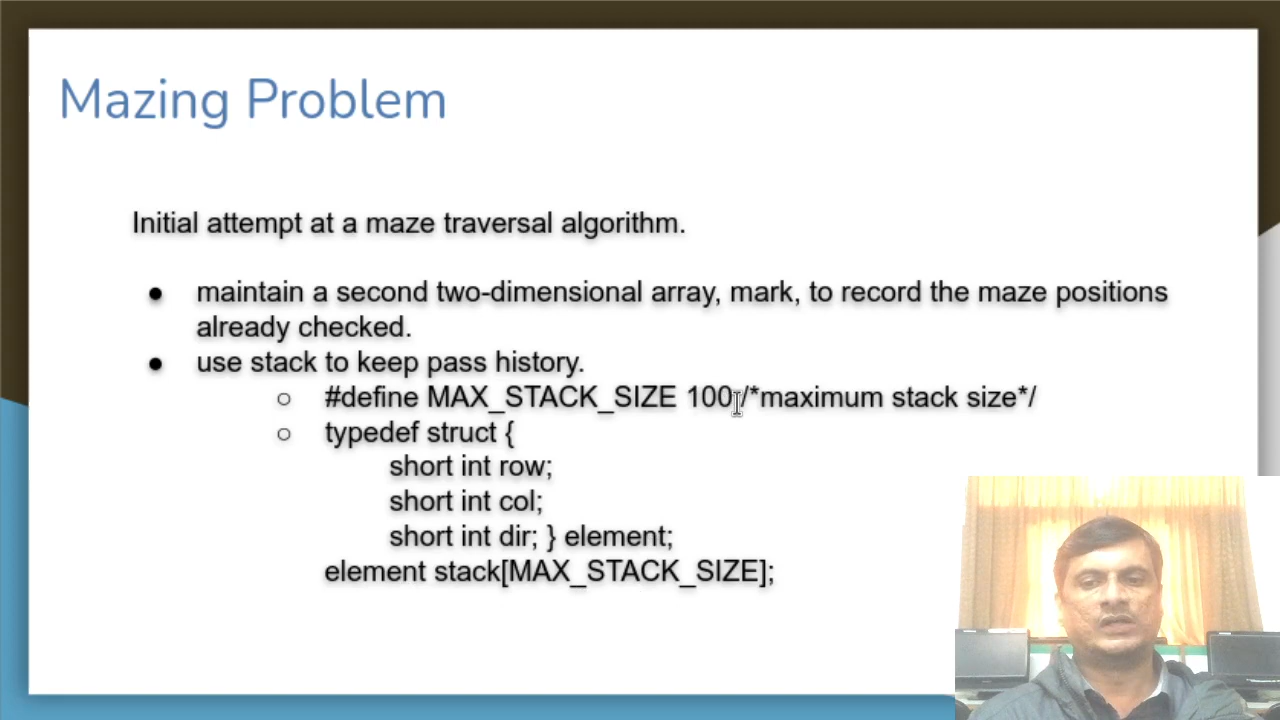 Mazing Problem
Initial attempt at a maze traversal algorithm.
● maintain a second two-dimensional array, mark, to record the maze positions
already checked.
● use stack to keep pass history.
○ #define MAX_STACK_SIZE 100 /*maximum stack size*/
○ typedef struct {
short int row;
short int col;
short int dir; } element;
element stack[MAX_STACK_SIZE];